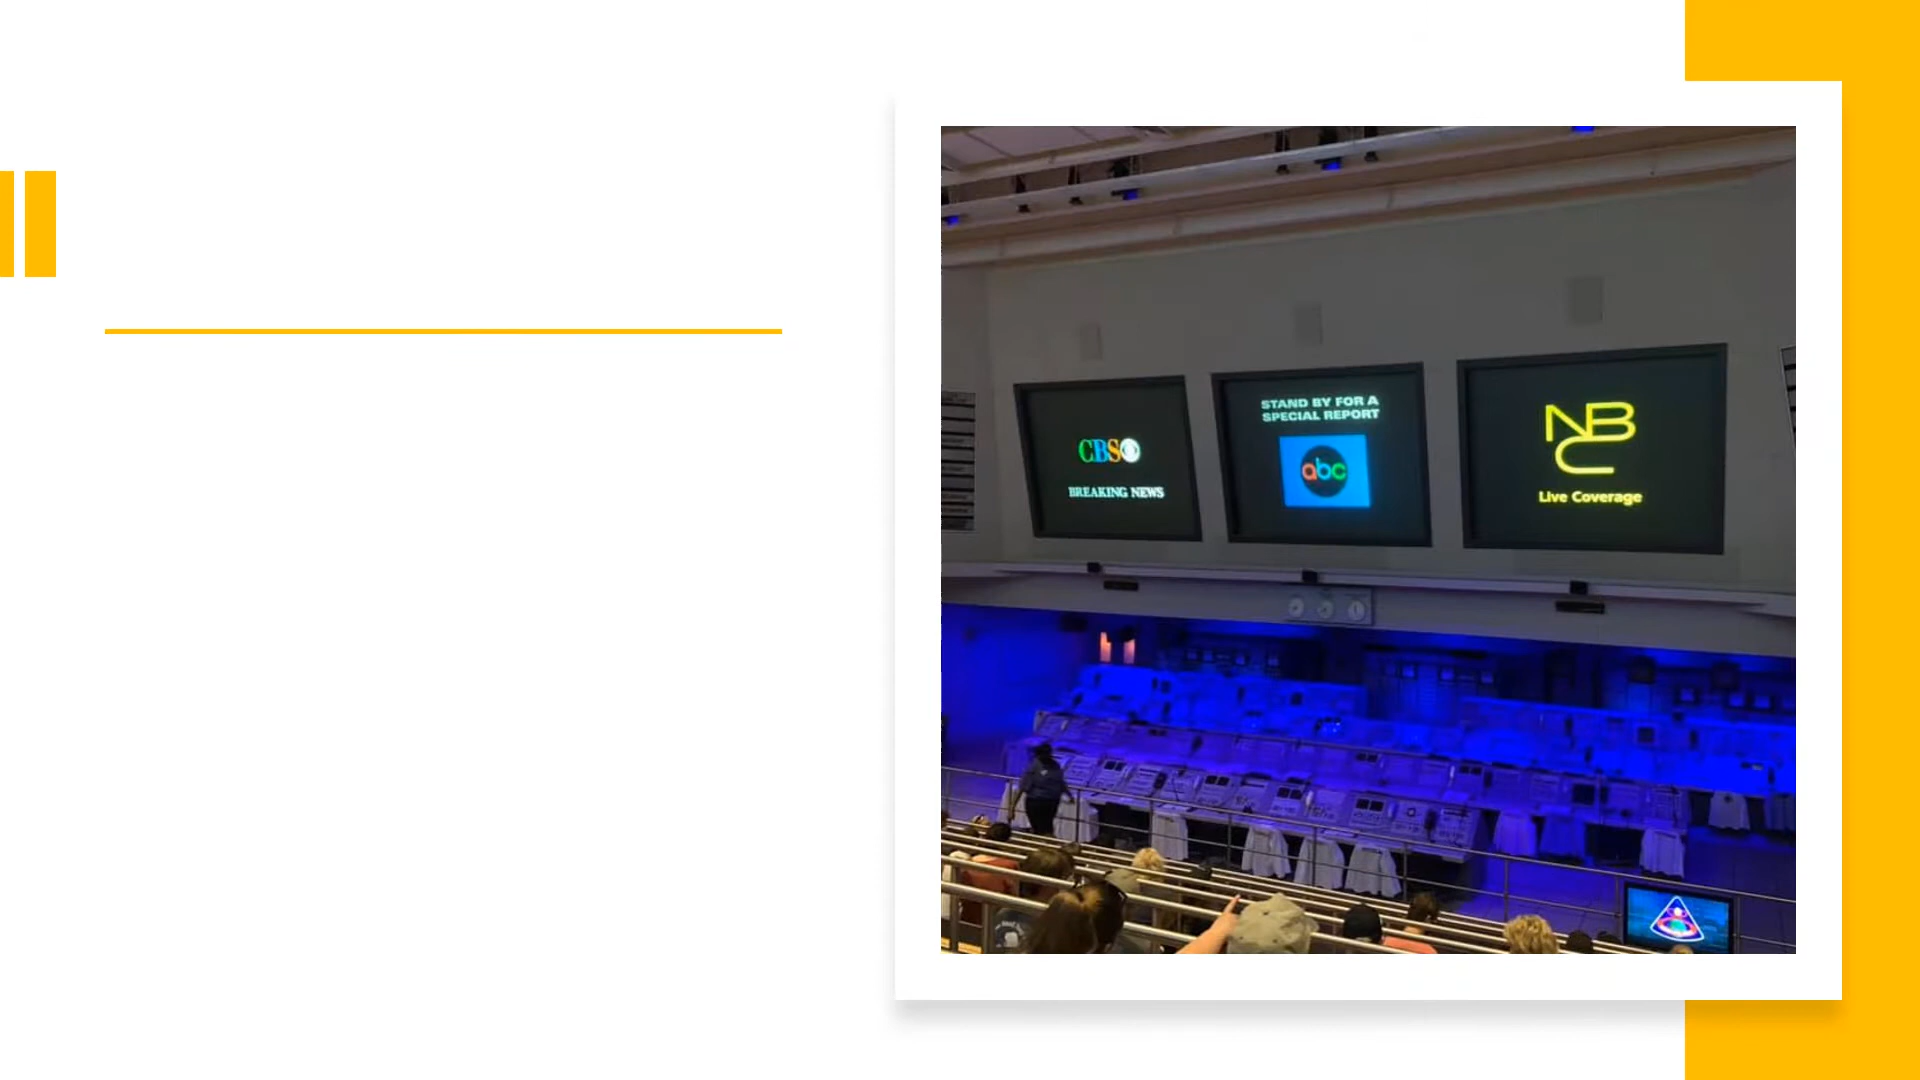 CBS
BREAKING NEWS
STAND BY FOR A
SPECIAL REPORT
abc
NBC
Live Coverage